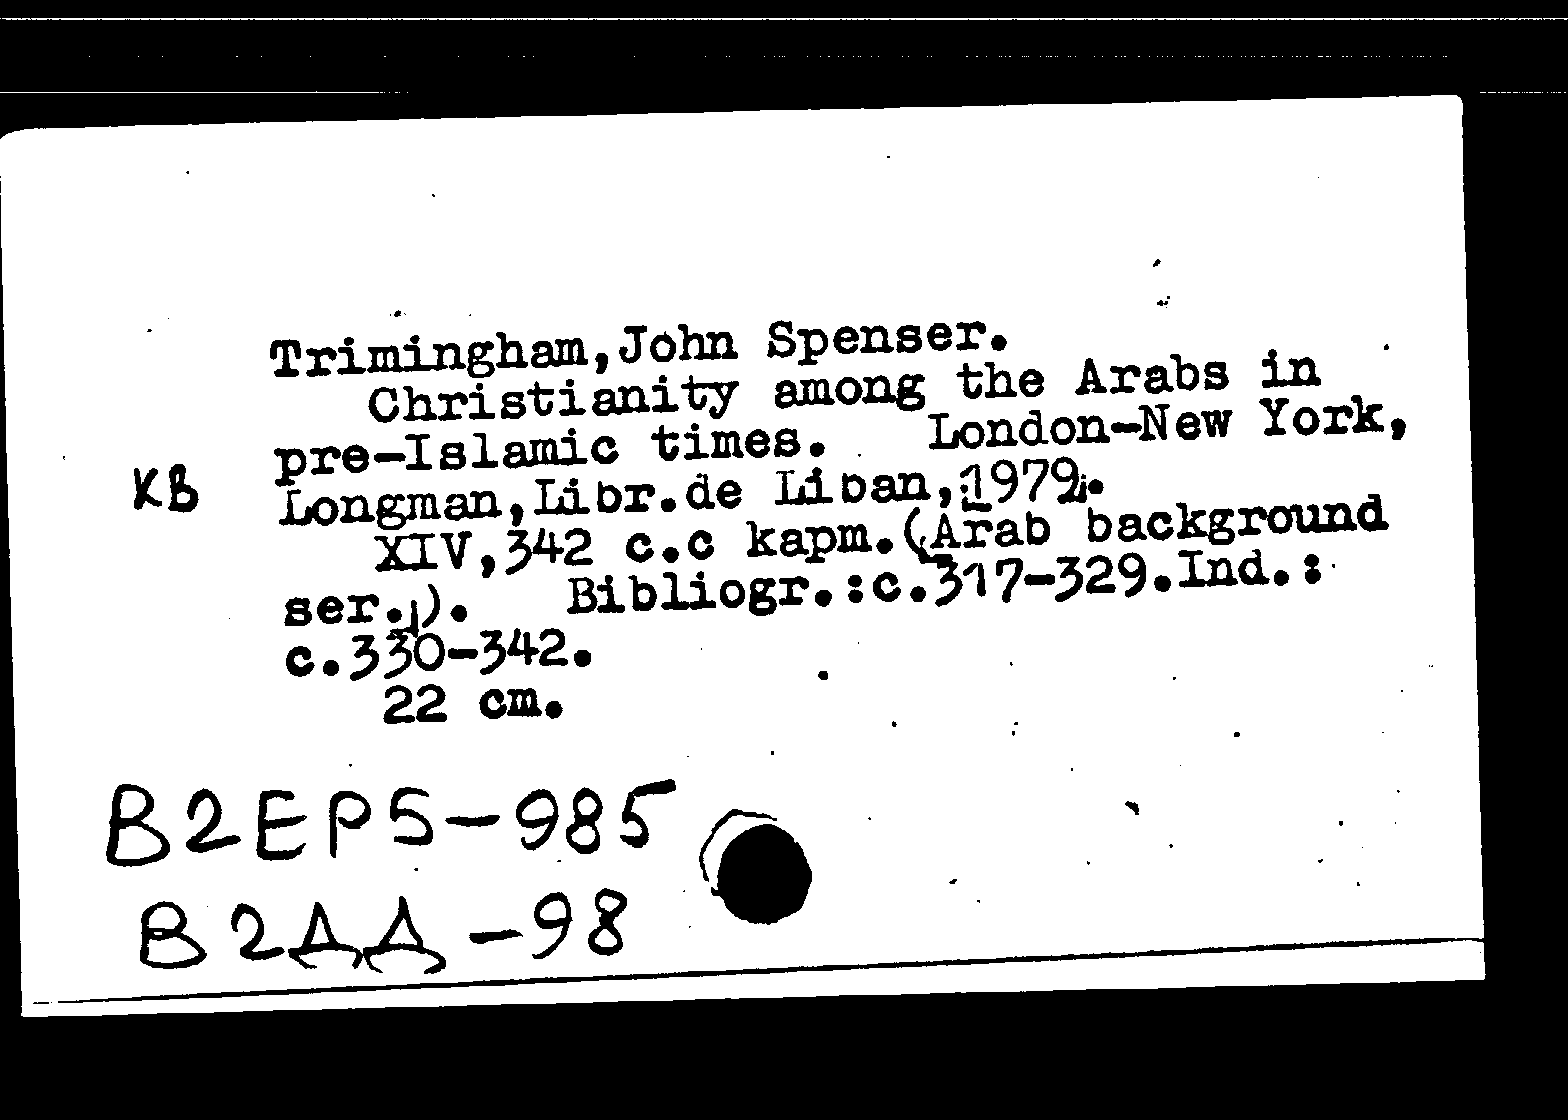 Trimingham,John Spenser.
Christianity among the Arabs in
pre-Islamic times. London-New York,
КВ
Longman,Libr.de Liban,1979.
XIV,342 c.с карт.(Arab background
ser.). Bibliogr.:c.317-329.Ind.:
c.330-342.
22 cm.
В2ЕР5-985
В2ДД-98